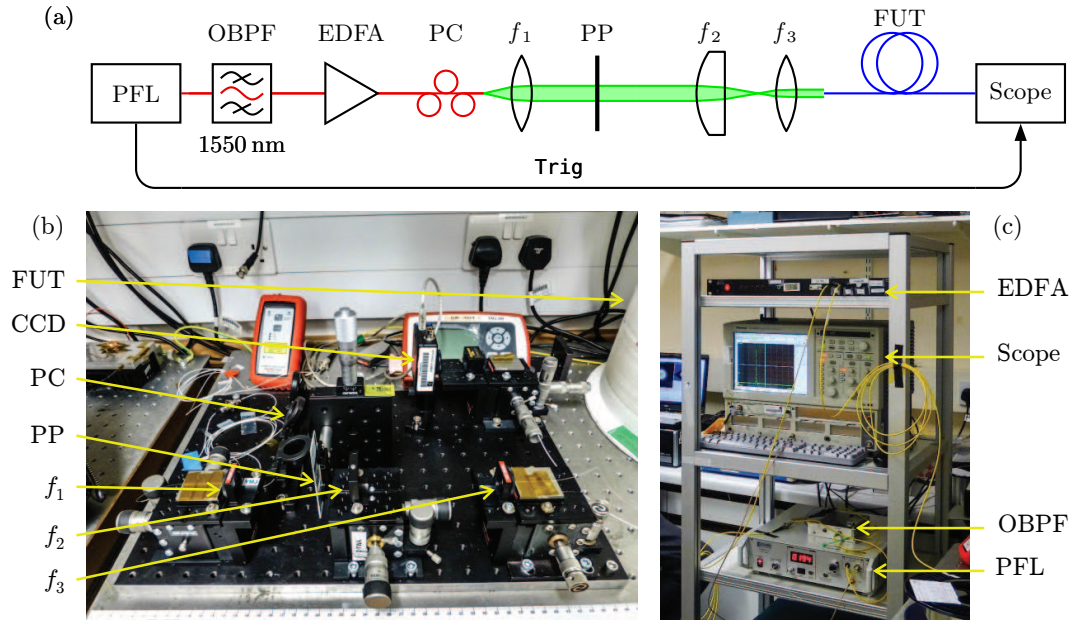 (a)
OBPF
EDFA
PC
f1
PP
f2
f3
FUT
PFL
Scope
1550 nm
Trig
(b)
FUT
CCD
PC
PP
f1
f2
f3
(c)
EDFA
Scope
OBPF
PFL